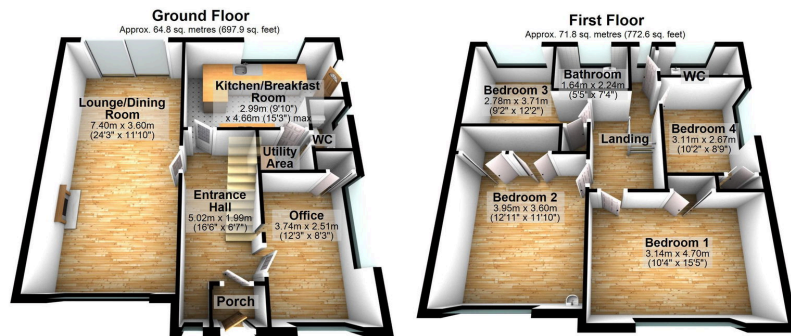 Ground Floor
Approx. 64.8 sq. metres (697.9 sq. feet)
Kitchen/Breakfast
Room
2.99m (9'10")
x 4.66m (15'3") max
Lounge/Dining
Room
7.40m x 3.60m
(24'3" x 11'10")
WC
Utility
Area
Entrance
Hall
5.02m x 1.99m
(16'6" x 6'7")
Office
3.74m x 2.51m
(12'3" x 8'3")
Porch
First Floor
Approx. 71.8 sq. metres (772.6 sq. feet)
Bathroom
1.64m x 2.24m
(5'5" x 7'4")
WC
Bedroom 3
2.78m x 3.71m
(9'2" x 12'2")
Bedroom 4
3.11m x 2.67m
(10'2" x 8'9")
Landing
Bedroom 2
3.95m x 3.60m
(12'11" x 11'10")
Bedroom 1
3.14m x 4.70m
(10'4" x 15'5")